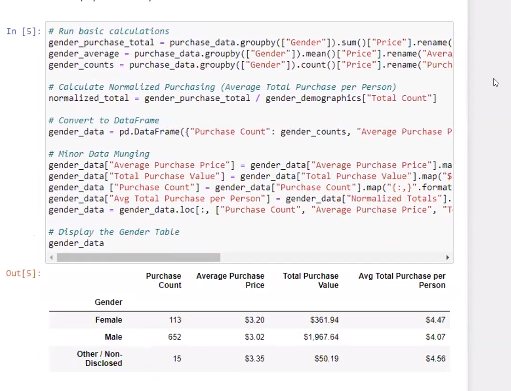 In [5]:
# Run basic calculations
gender_purchase_total = purchase_data.groupby(["Gender"]).sum()["Price"].rename(
gender_average = purchase_data.groupby(["Gender"]).mean()["Price"].rename("Avera
gender_counts = purchase_data.groupby(["Gender"]).count()["Price"].rename("Purch
# Calculate Normalized Purchasing (Average Total Purchase per Person)
normalized_total = gender_purchase_total / gender_demographics["Total Count"]
# Convert to DataFrame
gender_data = pd.DataFrame({"Purchase Count": gender_counts, "Average Purchase P
# Minor Data Munging
gender_data["Average Purchase Price"] = gender_data["Average Purchase Price"].ma
gender_data["Total Purchase Value"] = gender_data["Total Purchase Value"].map("$
gender_data ["Purchase Count"] = gender_data["Purchase Count"].map("{:,}".format
gender_data["Avg Total Purchase per Person"] = gender_data["Normalized Totals"].
gender_data = gender_data.loc[:, ["Purchase Count", "Average Purchase Price", "T
# Display the Gender Table
gender_data
Out[5]:
Purchase Count Average Purchase Price Total Purchase Value Avg Total Purchase per Person
Gender
Female 113 $3.20 $361.94 $4.47
Male 652 $3.02 $1,967.64 $4.07
Other / Non-Disclosed 15 $3.35 $50.19 $4.56